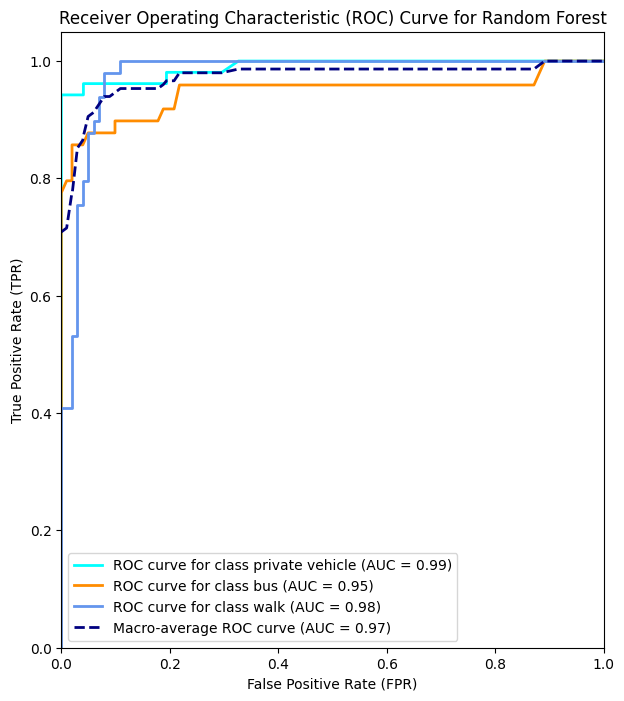 Receiver Operating Characteristic (ROC) Curve for Random Forest
1.0
0.8
0.6
0.4
0.2
0.0
True Positive Rate (TPR)
ROC curve for class private vehicle (AUC = 0.99)
ROC curve for class bus (AUC = 0.95)
ROC curve for class walk (AUC = 0.98)
Macro-average ROC curve (AUC = 0.97)
0.0 0.2 0.4 0.6 0.8 1.0
False Positive Rate (FPR)